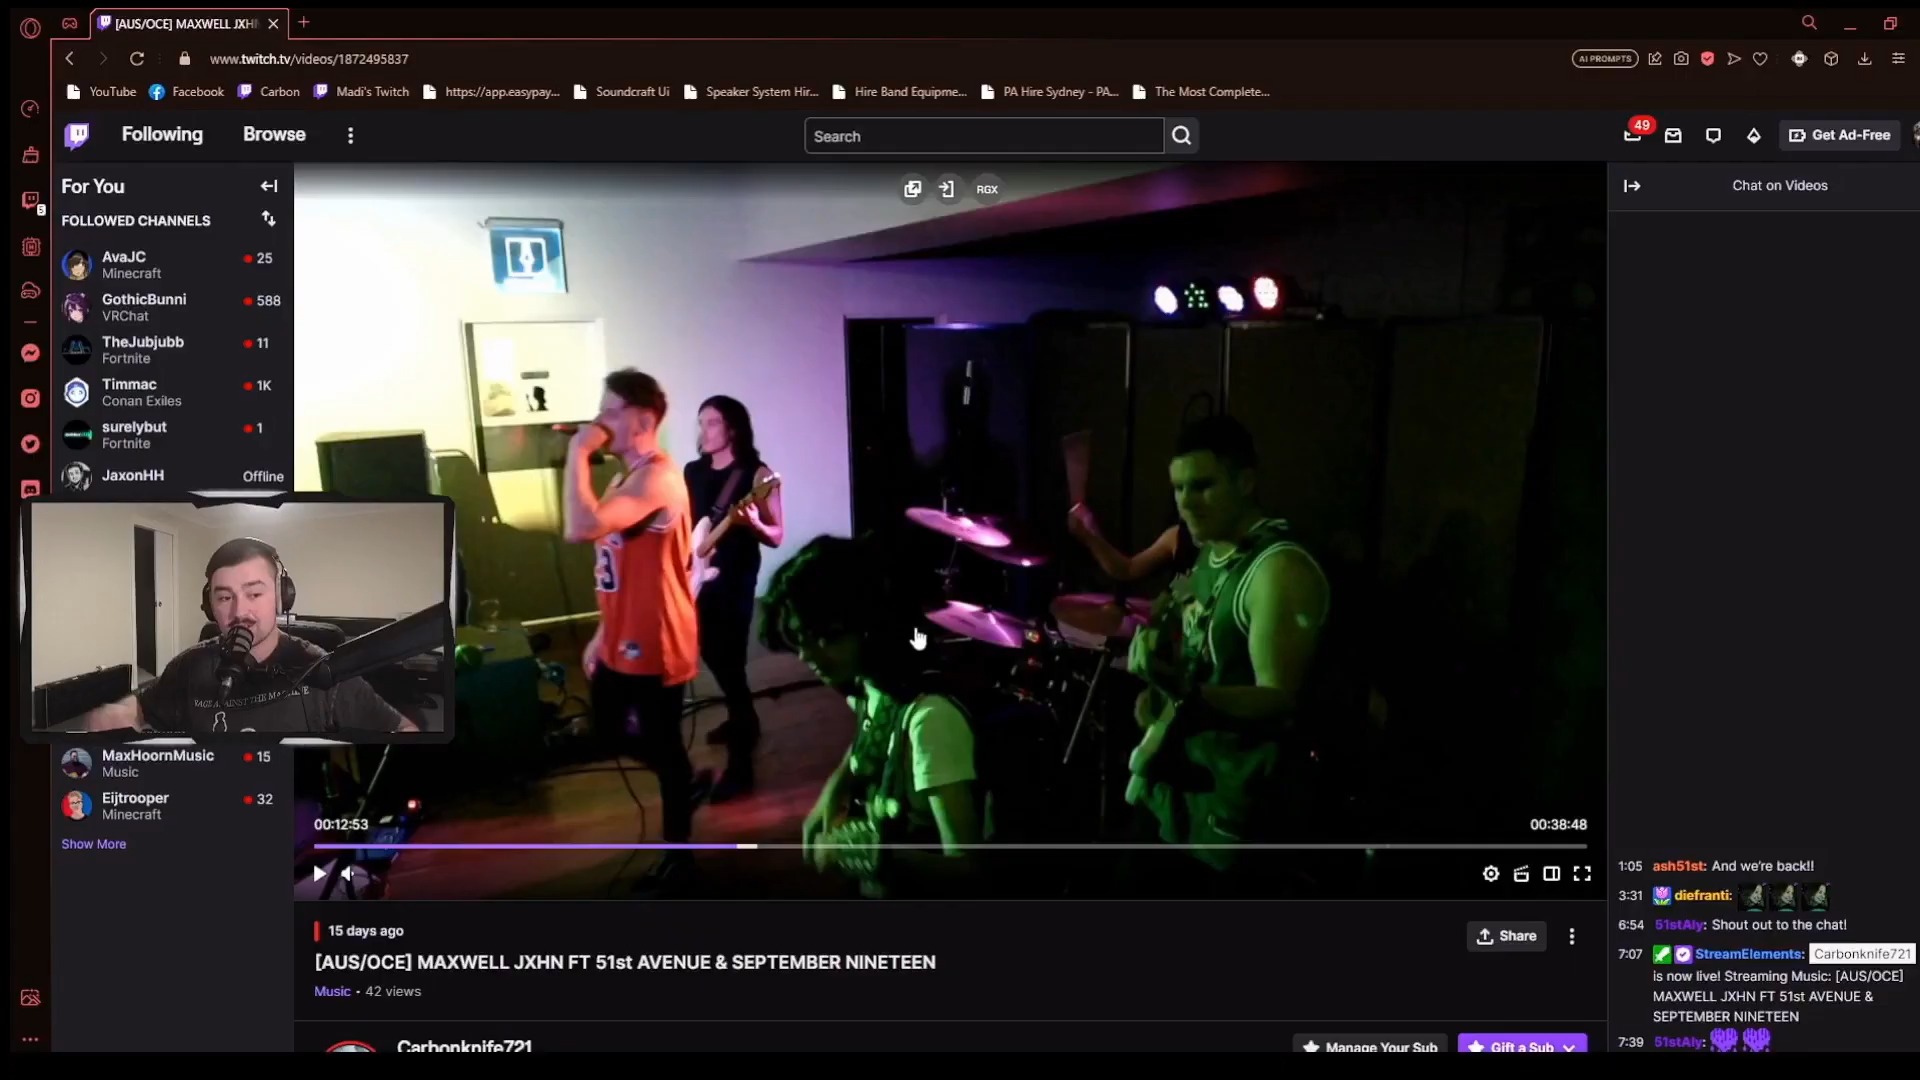 [AUS/OCE] MAXWELL JXHN
www.twitch.tv/videos/1872495837
AI PROMPTS
YouTube
Facebook
Carbon
Madi's Twitch
https://app.easypay...
Soundcraft Ui
Speaker System Hir...
Hire Band Equipme...
PA Hire Sydney - PA...
The Most Complete...
Following
Browse
Search
49
Get Ad-Free
For You
FOLLOWED CHANNELS
AvaJC
25
Minecraft
GothicBunni
588
VRChat
TheJubjubb
11
Fortnite
Timmac
1K
Conan Exiles
surelybut
1
Fortnite
JaxonHH
Offline
RAGE AGAINST THE MACHINE
MaxHoornMusic
15
Music
Eijtrooper
32
Minecraft
Show More
RGX
00:12:53
00:38:48
15 days ago
[AUS/OCE] MAXWELL JXHN FT 51st AVENUE & SEPTEMBER NINETEEN
Music • 42 views
Share
Carbonknife721
Manage Your Sub
Gift a Sub
Chat on Videos
1:05 ash51st: And we're back!!
3:31 diefranti:
6:54 51stAly: Shout out to the chat!
7:07 StreamElements: Carbonknife721
is now live! Streaming Music: [AUS/OCE]
MAXWELL JXHN FT 51st AVENUE &
SEPTEMBER NINETEEN
7:39 51stAly: